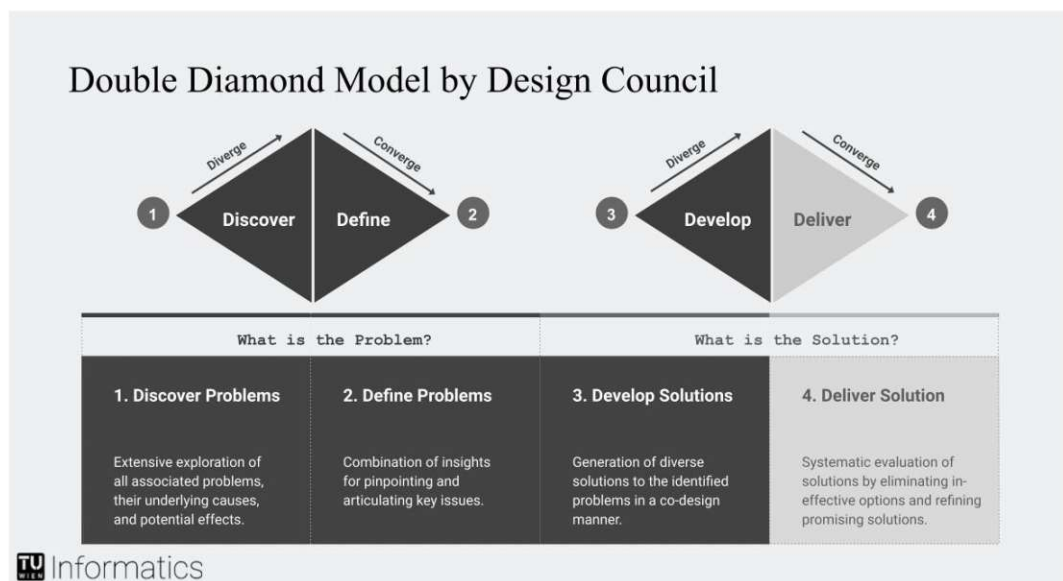 Double Diamond Model by Design Council
Diverge
Converge
Diverge
Converge
1
Discover
Define
2
3
Develop
Deliver
4
What is the Problem?
What is the Solution?
1. Discover Problems
Extensive exploration of
all associated problems,
their underlying causes,
and potential effects.
2. Define Problems
Combination of insights
for pinpointing and
articulating key issues.
3. Develop Solutions
Generation of diverse
solutions to the identified
problems in a co-design
manner.
4. Deliver Solution
Systematic evaluation of
solutions by eliminating in-
effective options and refining
promising solutions.
TU
WIEN
Informatics